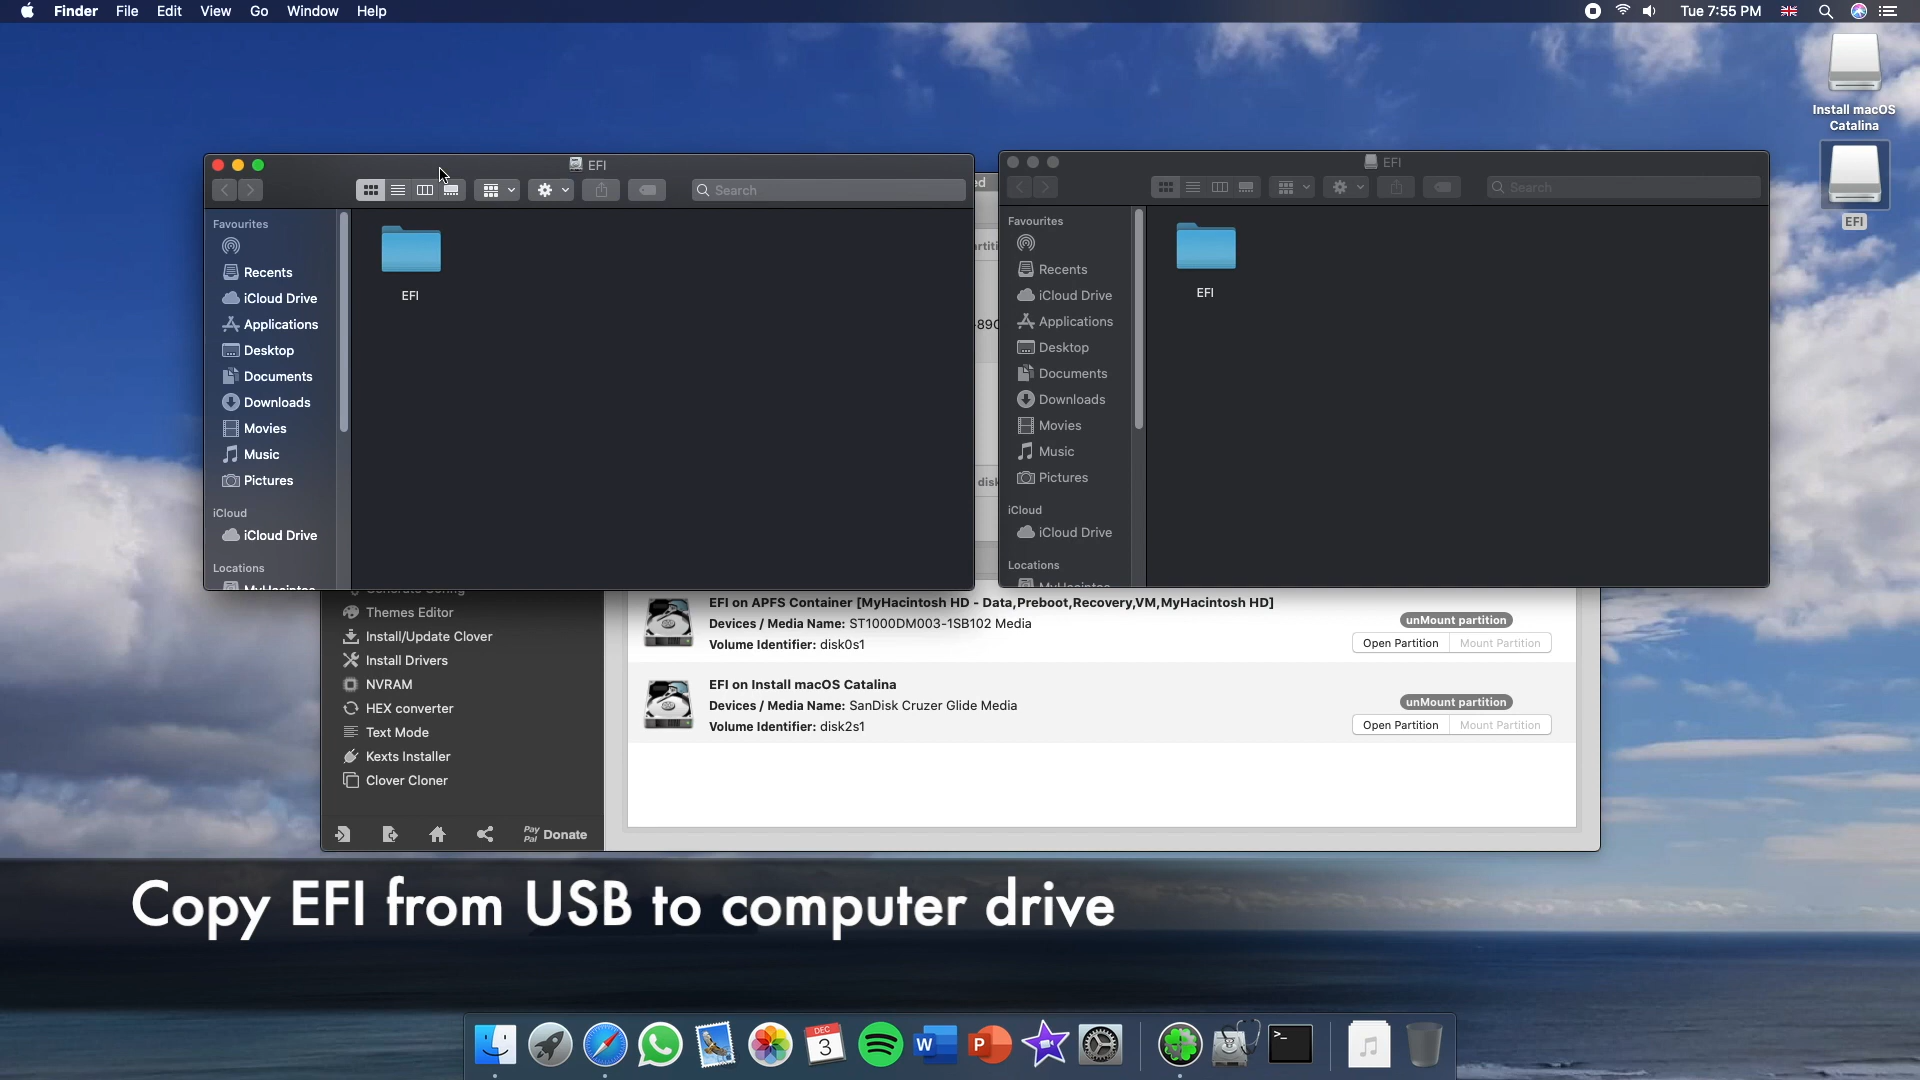 Finder File Edit View Go Window Help
Tue 7:55 PM
Install macOS
Catalina
EFI
EFI
Search
Favourites
Recents
iCloud Drive
Applications
Desktop
Documents
Downloads
Movies
Music
Pictures
iCloud
iCloud Drive
Locations
EFI
EFI
Search
Favourites
Recents
iCloud Drive
Applications
Desktop
Documents
Downloads
Movies
Music
Pictures
iCloud
iCloud Drive
Locations
EFI
ed
-890
disk
Themes Editor
Install/Update Clover
Install Drivers
NVRAM
HEX converter
Text Mode
Kexts Installer
Clover Cloner
Pay
Pal
Donate
EFI on APFS Container [MyHacintosh HD - Data,Preboot,Recovery,VM,MyHacintosh HD]
Devices / Media Name: ST1000DM003-1SB102 Media
Volume Identifier: disk0s1
unMount partition
Open Partition Mount Partition
EFI on Install macOS Catalina
Devices / Media Name: SanDisk Cruzer Glide Media
Volume Identifier: disk2s1
unMount partition
Open Partition Mount Partition
Copy EFI from USB to computer drive
DEC
3
W
P
>_